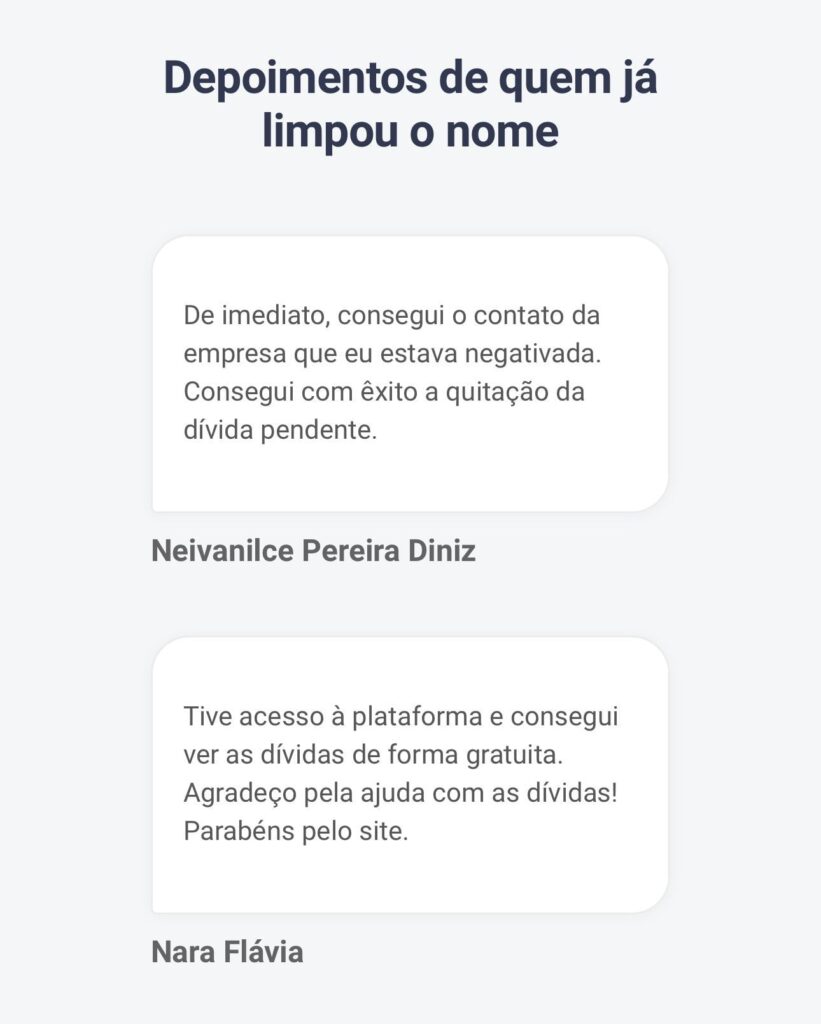 Depoimentos de quem já
limpou o nome
De imediato, consegui o contato da
empresa que eu estava negativada.
Consegui com êxito a quitação da
dívida pendente.
Neivanilce Pereira Diniz
Tive acesso à plataforma e consegui
ver as dívidas de forma gratuita.
Agradeço pela ajuda com as dívidas!
Parabéns pelo site.
Nara Flávia